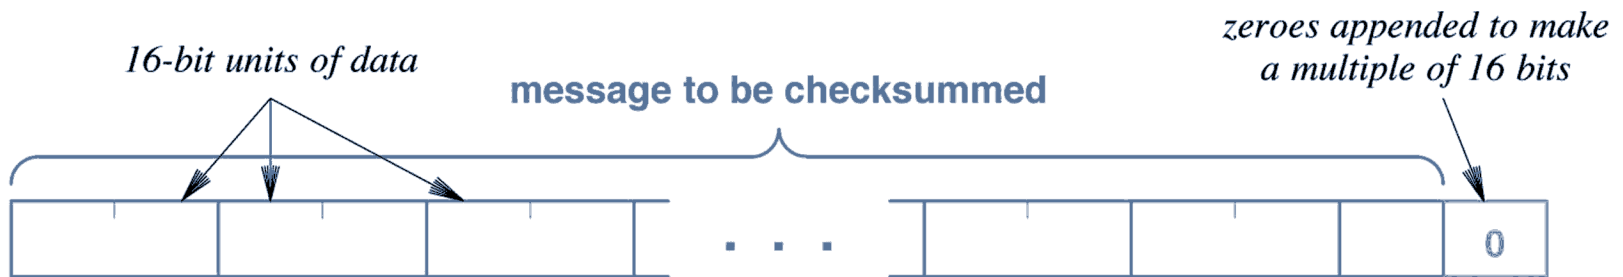 16-bit units of data
message to be checksummed
zeroes appended to make
a multiple of 16 bits
. . .
0